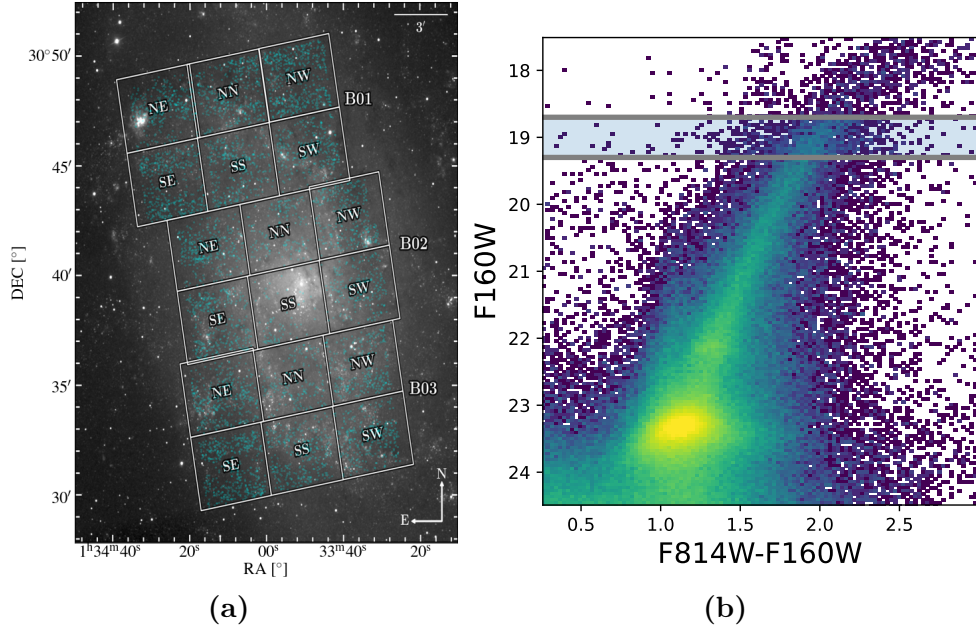 3′
30°50′
45′
40′
35′
30′
DEC [°]
NE NN NW B01
SE SS SW
NE NN NW B02
SE SS SW
NE NN NW B03
SE SS SW
N
E
1ʰ34ᵐ40ˢ 20ˢ 00ˢ 33ᵐ40ˢ 20ˢ
RA [°]
(a)
18
19
20
21
22
23
24
F160W
0.5 1.0 1.5 2.0 2.5
F814W-F160W
(b)